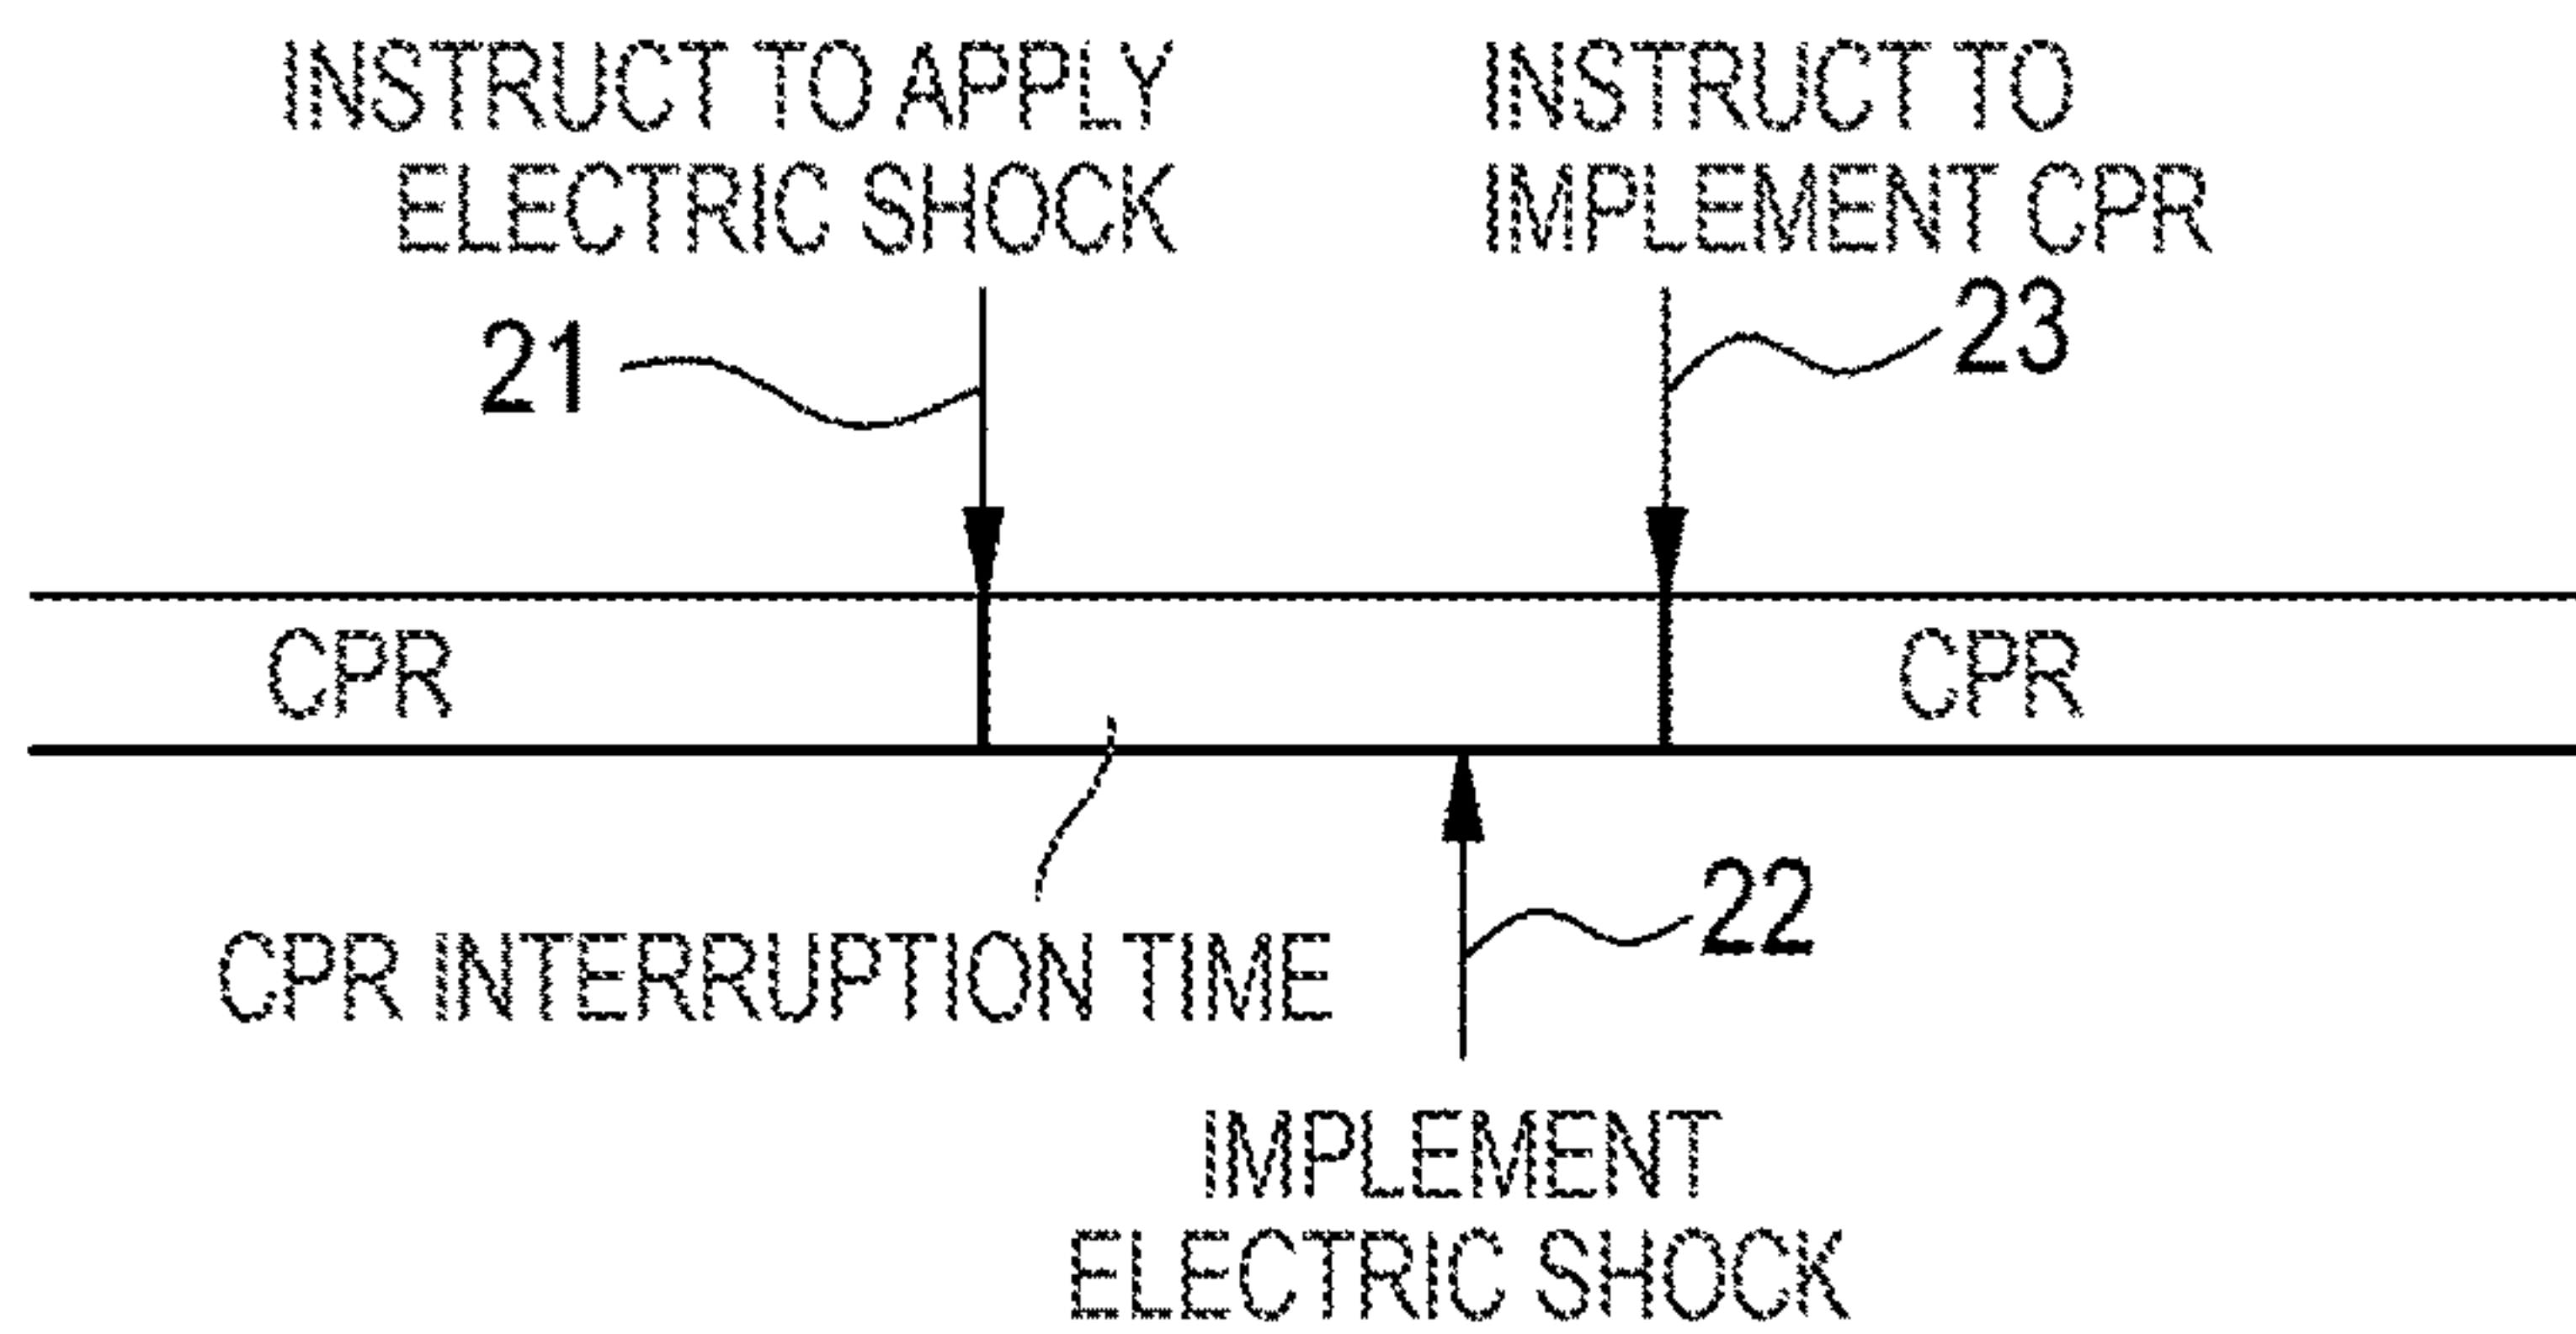 INSTRUCT TO APPLY
ELECTRIC SHOCK
INSTRUCT TO
IMPLEMENT CPR
21
23
CPR
CPR
CPR INTERRUPTION TIME
22
IMPLEMENT
ELECTRIC SHOCK